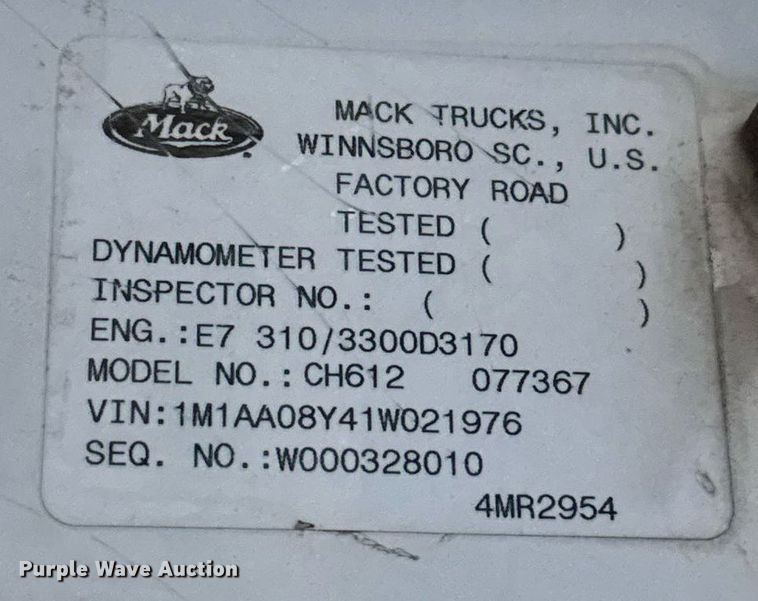 Mack
MACK TRUCKS, INC.
WINNSBORO SC., U.S.
FACTORY ROAD
TESTED ( )
DYNAMOMETER TESTED ( )
INSPECTOR NO.: ( )
ENG.:E7 310/3300D3170
MODEL NO.:CH612 077367
VIN:1M1AA08Y41W021976
SEQ. NO.:W000328010
4MR2954
Purple Wave Auction